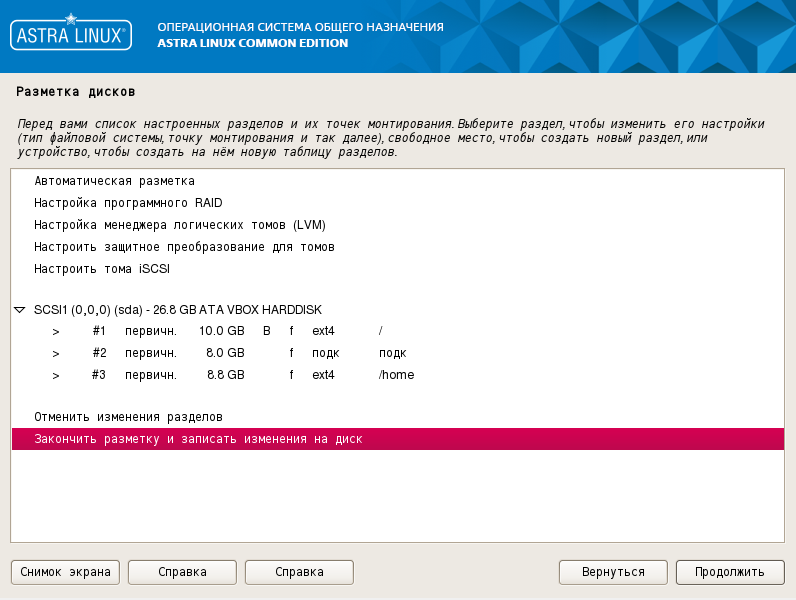 ASTRA LINUX®
ОПЕРАЦИОННАЯ СИСТЕМА ОБЩЕГО НАЗНАЧЕНИЯ
ASTRA LINUX COMMON EDITION
Разметка дисков
Перед вами список настроенных разделов и их точек монтирования. Выберите раздел, чтобы изменить его настройки
(тип файловой системы, точку монтирования и так далее), свободное место, чтобы создать новый раздел, или
устройство, чтобы создать на нём новую таблицу разделов.
Автоматическая разметка
Настройка программного RAID
Настройка менеджера логических томов (LVM)
Настроить защитное преобразование для томов
Настроить тома iSCSI
SCSI1 (0,0,0) (sda) - 26.8 GB ATA VBOX HARDDISK
> #1 первичн. 10.0 GB B f ext4 /
> #2 первичн. 8.0 GB f подк подк
> #3 первичн. 8.8 GB f ext4 /home
Отменить изменения разделов
Закончить разметку и записать изменения на диск
Снимок экрана Справка Справка Вернуться Продолжить